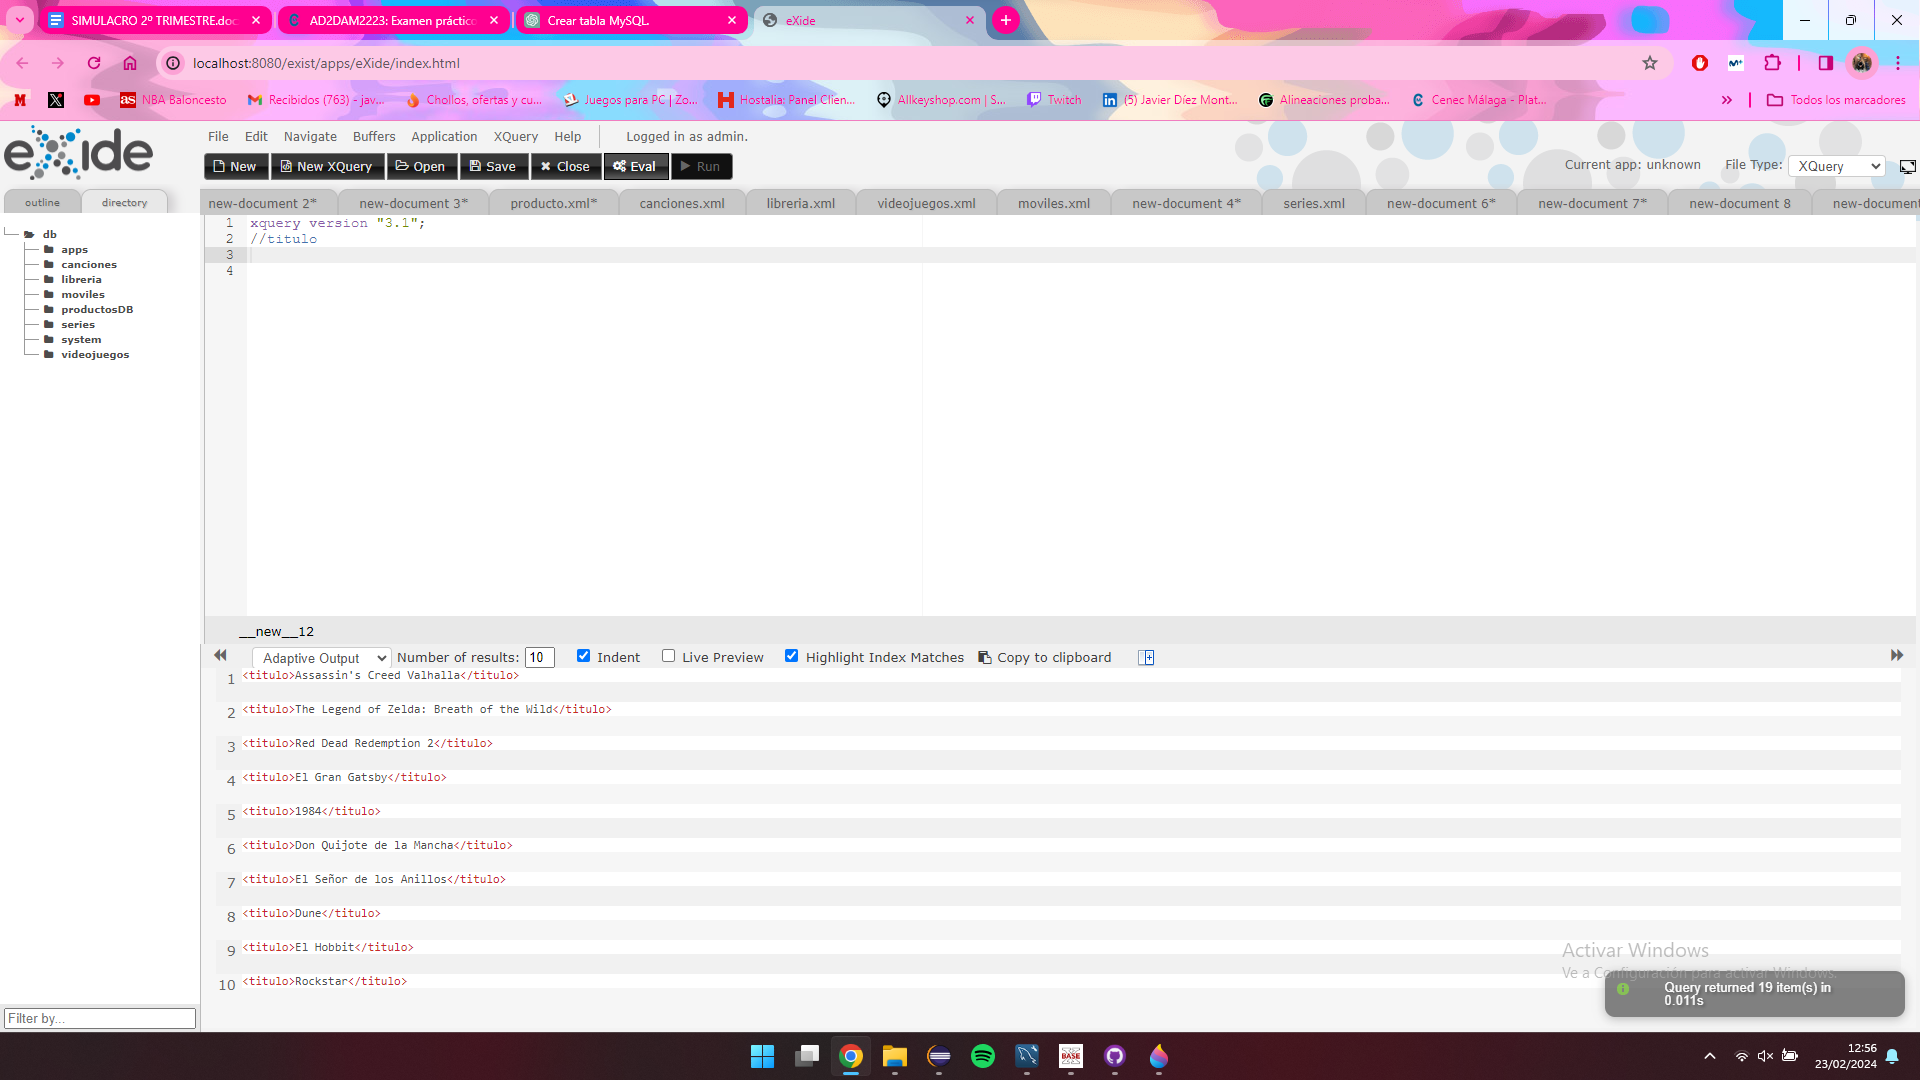 SIMULACRO 2º TRIMESTRE.doc
AD2DAM2223: Examen práctico
Crear tabla MySQL.
eXide
localhost:8080/exist/apps/eXide/index.html
NBA Baloncesto
Recibidos (763) - jav...
Chollos, ofertas y cu...
Juegos para PC | Zo...
Hostalia: Panel Clien...
Allkeyshop.com | S...
Twitch
(5) Javier Díez Mont...
Alineaciones proba...
Cenec Málaga - Plat...
Todos los marcadores
eXide
File Edit Navigate Buffers Application XQuery Help Logged in as admin.
New New XQuery Open Save Close Eval Run
Current app: unknown File Type: XQuery
outline directory
new-document 2* new-document 3* producto.xml* canciones.xml libreria.xml videojuegos.xml moviles.xml new-document 4* series.xml new-document 6* new-document 7* new-document 8 new-document
db
apps
canciones
libreria
moviles
productosDB
series
system
videojuegos
Filter by...
1 xquery version "3.1";
2 //titulo
3
4
__new__12
Adaptive Output Number of results: 10 Indent Live Preview Highlight Index Matches Copy to clipboard
1 <titulo>Assassin's Creed Valhalla</titulo>
2 <titulo>The Legend of Zelda: Breath of the Wild</titulo>
3 <titulo>Red Dead Redemption 2</titulo>
4 <titulo>El Gran Gatsby</titulo>
5 <titulo>1984</titulo>
6 <titulo>Don Quijote de la Mancha</titulo>
7 <titulo>El Señor de los Anillos</titulo>
8 <titulo>Dune</titulo>
9 <titulo>El Hobbit</titulo>
10 <titulo>Rockstar</titulo>
Activar Windows
Ve a Configuración para activar Windows.
Query returned 19 item(s) in
0.011s
BASE
12:56
23/02/2024